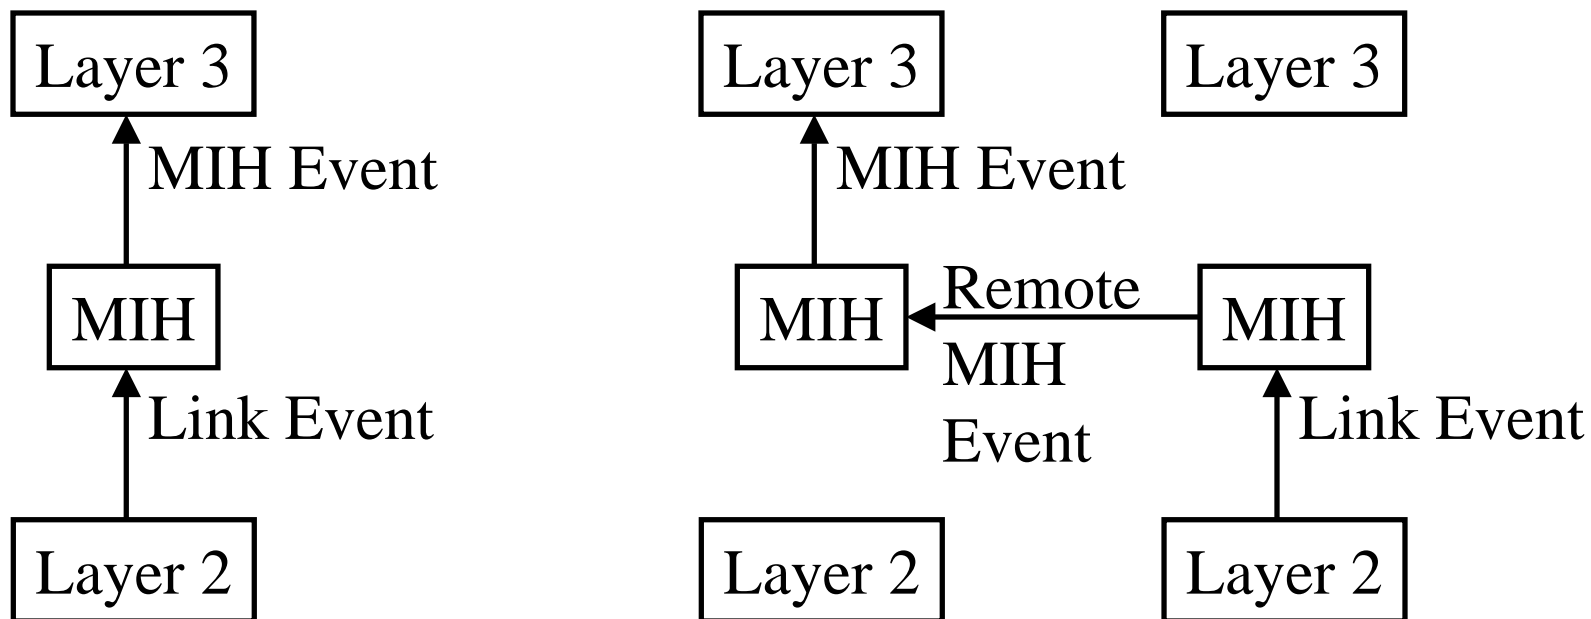 Layer 3
Layer 3
Layer 3
MIH Event
MIH Event
MIH
MIH
Remote
MIH
Event
MIH
Link Event
Link Event
Layer 2
Layer 2
Layer 2